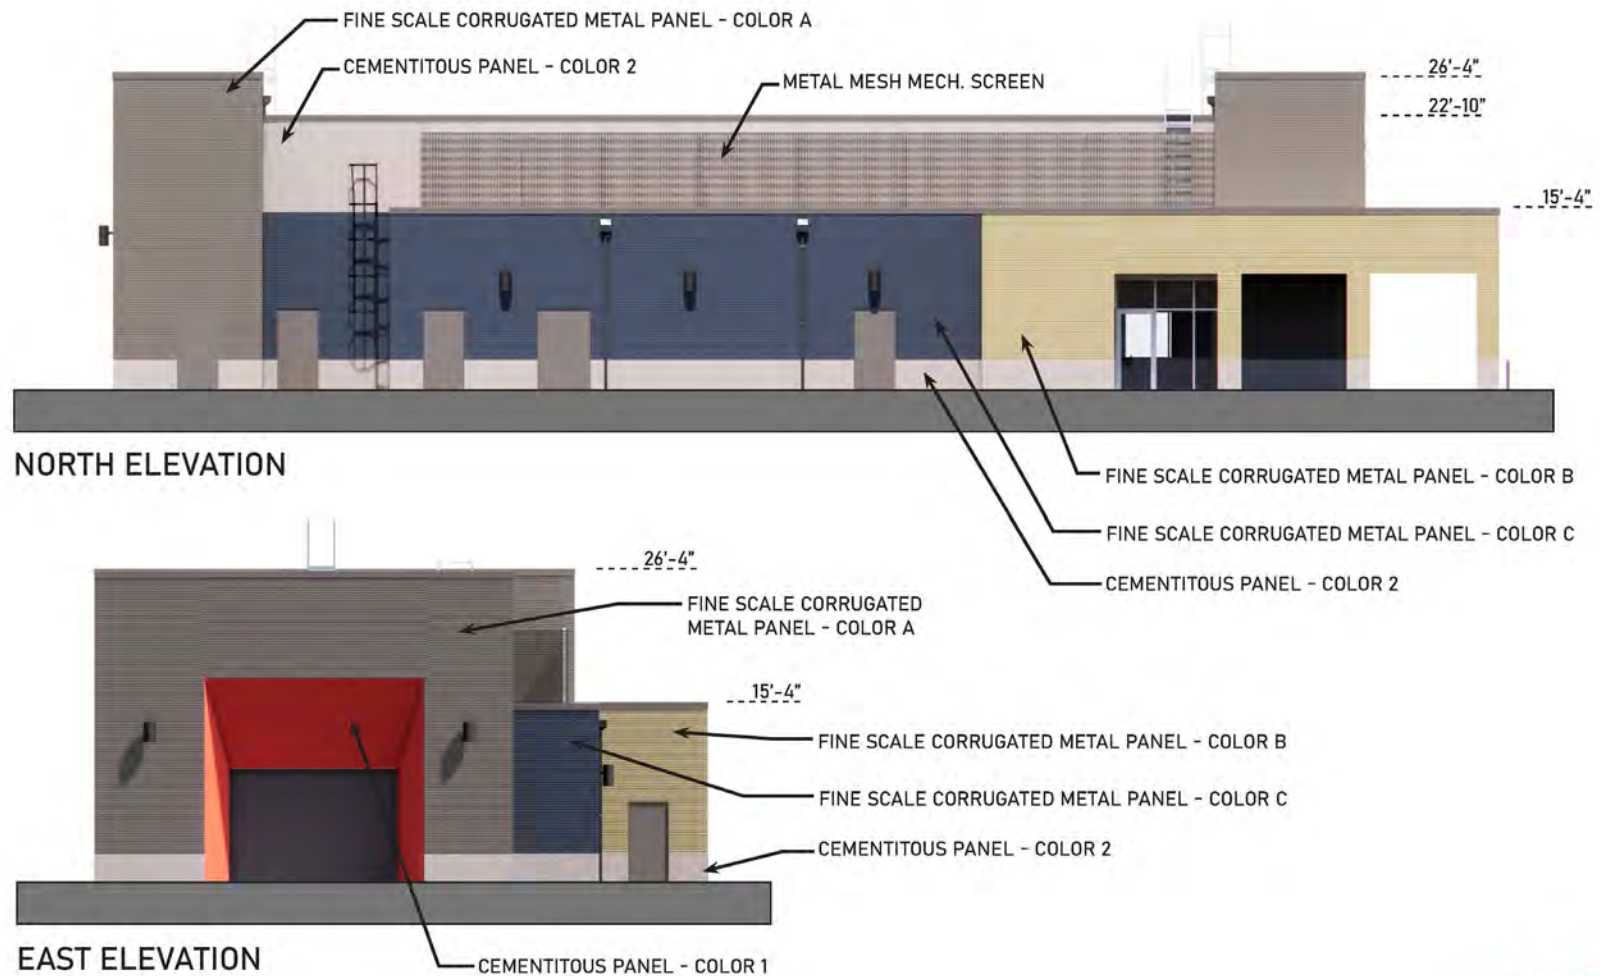 FINE SCALE CORRUGATED METAL PANEL - COLOR A
CEMENTITOUS PANEL - COLOR 2
METAL MESH MECH. SCREEN
26'-4"
22'-10"
15'-4"
NORTH ELEVATION
FINE SCALE CORRUGATED METAL PANEL - COLOR B
FINE SCALE CORRUGATED METAL PANEL - COLOR C
CEMENTITOUS PANEL - COLOR 2
26'-4"
FINE SCALE CORRUGATED
METAL PANEL - COLOR A
15'-4"
FINE SCALE CORRUGATED METAL PANEL - COLOR B
FINE SCALE CORRUGATED METAL PANEL - COLOR C
CEMENTITOUS PANEL - COLOR 2
EAST ELEVATION
CEMENTITOUS PANEL - COLOR 1